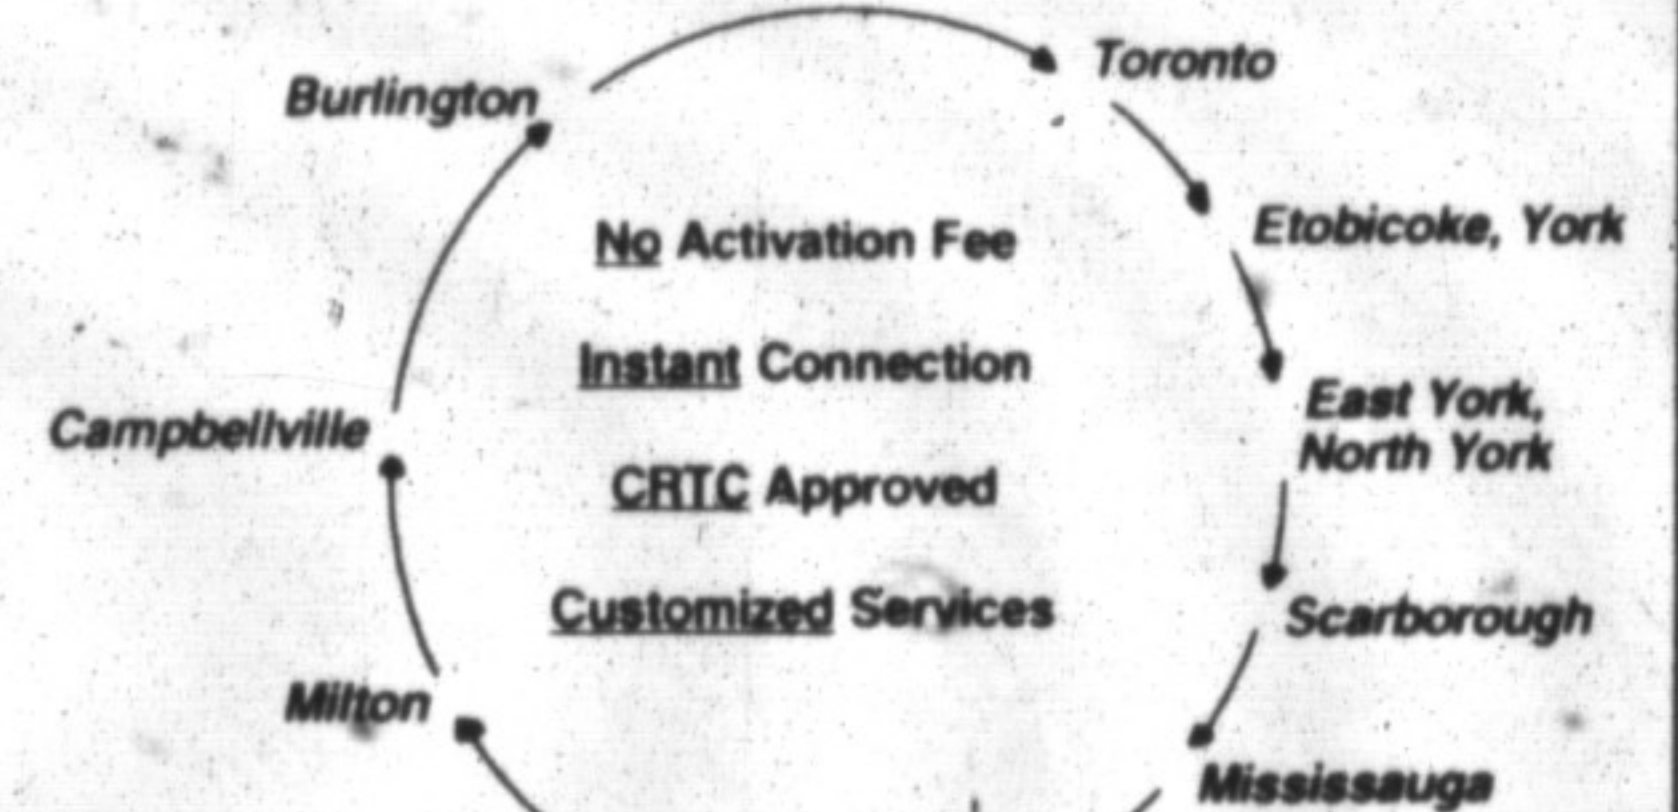 Toronto
Burlington
Etobicoke, York
No Activation Fee
Instant Connection
East York,
North York
Campbellville
CRTC Approved
Customized Services
Scarborough
Milton
Mississauga